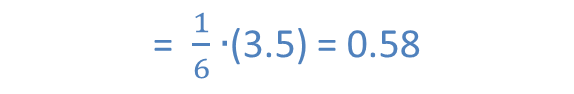 = 1/6 ·(3.5) = 0.58